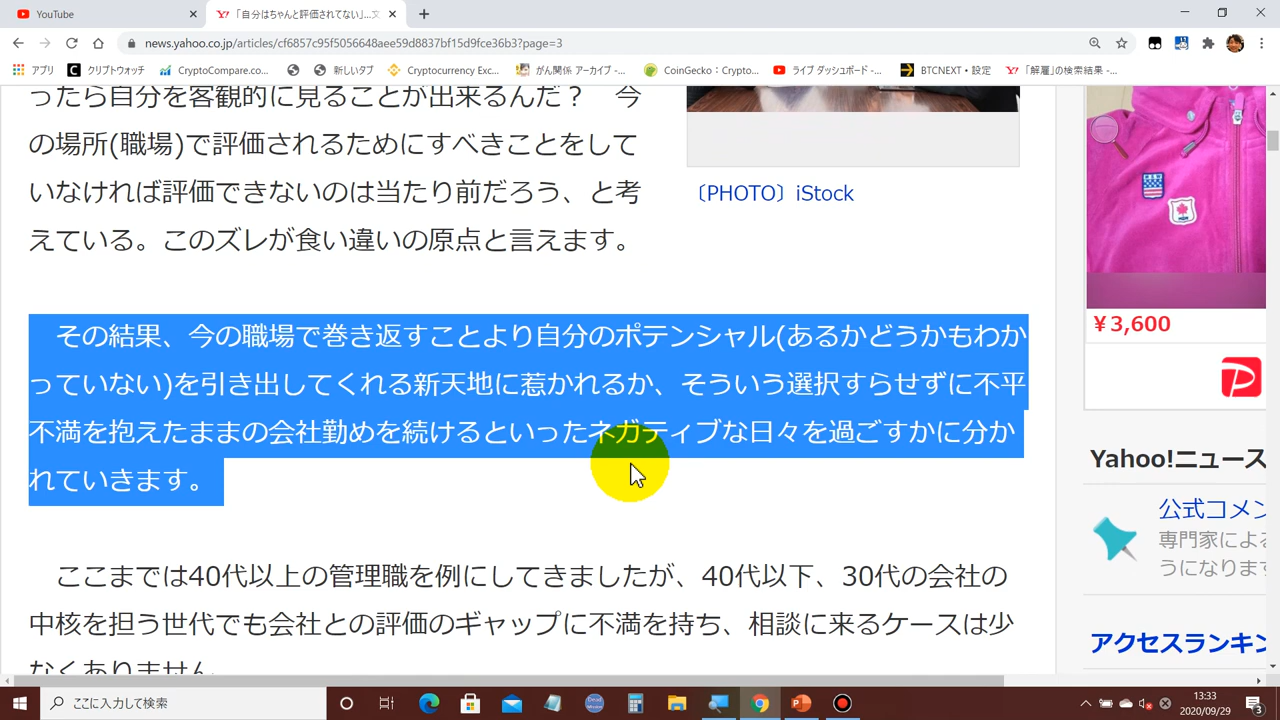 YouTube
「自分はちゃんと評価されてない」…文
news.yahoo.co.jp/articles/cf6857c95f5056648aee59d8837bf15d9fce36b3?page=3
アプリ
クリプトウォッチ
CryptoCompare.co...
新しいタブ
Cryptocurrency Exc...
がん関係 アーカイブ -...
CoinGecko：Crypto...
ライブ ダッシュボード -...
BTCNEXT・設定
「解雇」の検索結果 -...
ったら自分を客観的に見ることが出来るんだ？　今
の場所(職場)で評価されるためにすべきことをして
いなければ評価できないのは当たり前だろう、と考
えている。このズレが食い違いの原点と言えます。
〔PHOTO〕iStock
その結果、今の職場で巻き返すことより自分のポテンシャル(あるかどうかもわか
っていない)を引き出してくれる新天地に惹かれるか、そういう選択すらせずに不平
不満を抱えたままの会社勤めを続けるといったネガティブな日々を過ごすかに分か
れていきます。
ここまでは40代以上の管理職を例にしてきましたが、40代以下、30代の会社の
中核を担う世代でも会社との評価のギャップに不満を持ち、相談に来るケースは少
なくありません。
￥3,600
Yahoo!ニュース
公式コメン
専門家によ
うになります
アクセスランキン
ここに入力して検索
13:33
2020/09/29
3